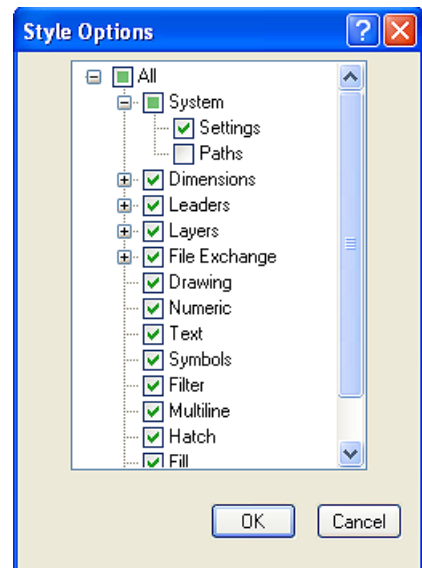 Style Options
All
System
Settings
Paths
Dimensions
Leaders
Layers
File Exchange
Drawing
Numeric
Text
Symbols
Filter
Multiline
Hatch
Fill
OK Cancel